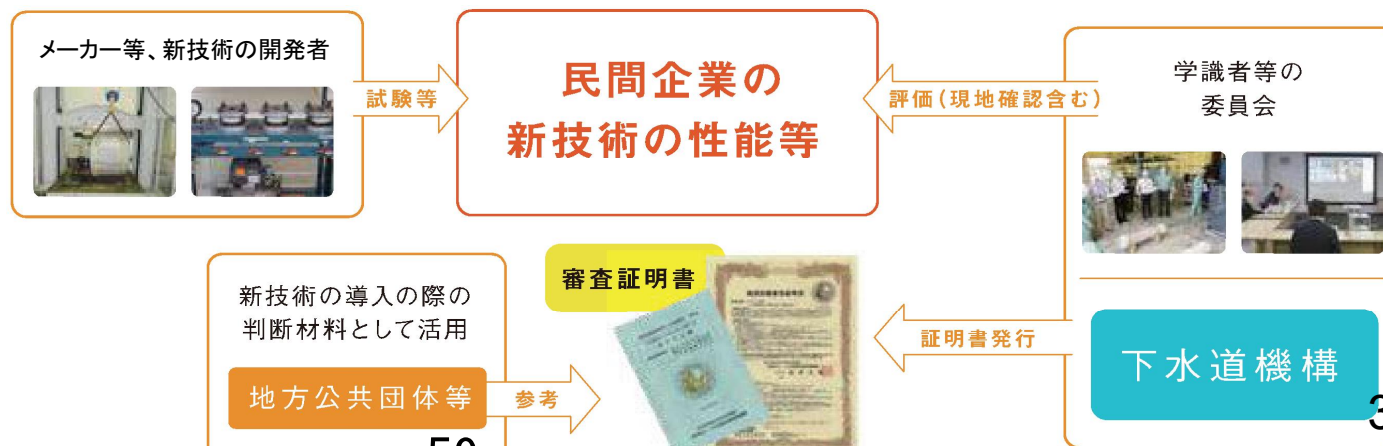 メーカー等、新技術の開発者
試験等
民間企業の
新技術の性能等
評価(現地確認含む)
学識者等の
委員会
新技術の導入の際の
判断材料として活用
地方公共団体等
参考
審査証明書
証明書発行
下水道機構